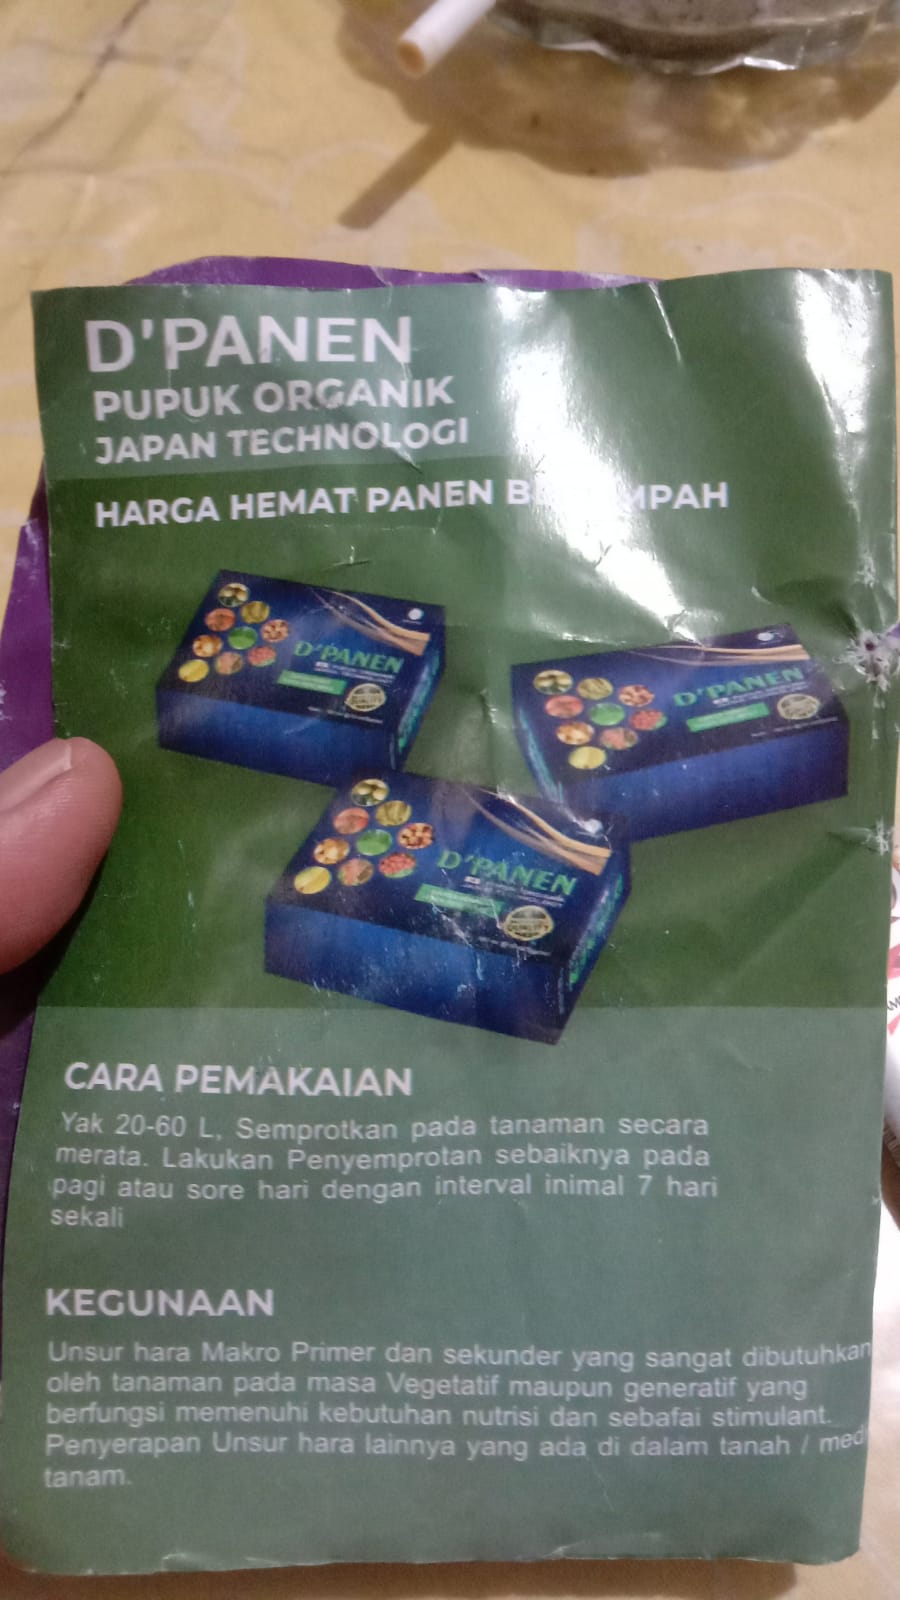 D'PANEN
PUPUK ORGANIK
JAPAN TECHNOLOGI
HARGA HEMAT PANEN
D'PANEN
D'PANEN
D'PANEN
QUALITY
CARA PEMAKAIAN
Yak 20-60 L, Semprotkan pada tanaman secara
merata. Lakukan Penyemprotan sebaiknya pada
pagi atau sore hari dengan interval inimal 7 hari
sekali
KEGUNAAN
Unsur hara Makro Primer dan sekunder yang sangat dibutuhkan
oleh tanaman pada masa Vegetatif maupun generatif yang
berfungsi memenuhi kebutuhan nutrisi dan sebafai stimulant.
Penyerapan Unsur hara lainnya yang ada di dalam tanah / med
tanam.